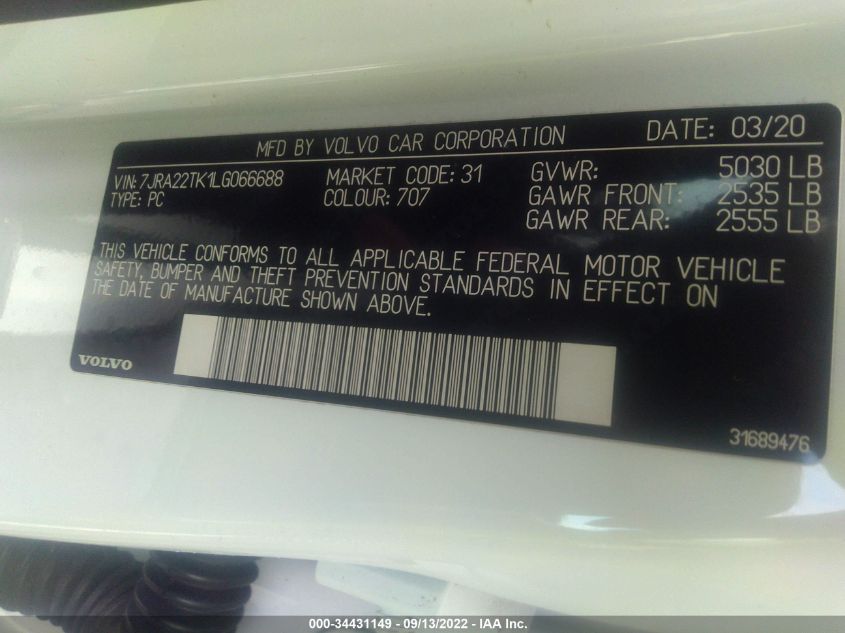 MFD BY VOLVO CAR CORPORATION DATE: 03/20
VIN: 7JRA22TK1LG066688 MARKET CODE: 31 GVWR: 5030 LB
TYPE: PC COLOUR: 707 GAWR FRONT: 2535 LB
GAWR REAR: 2555 LB
THIS VEHICLE CONFORMS TO ALL APPLICABLE FEDERAL MOTOR VEHICLE
SAFETY, BUMPER AND THEFT PREVENTION STANDARDS IN EFFECT ON
THE DATE OF MANUFACTURE SHOWN ABOVE.
VOLVO
31689476
000-34431149 - 09/13/2022 - IAA Inc.